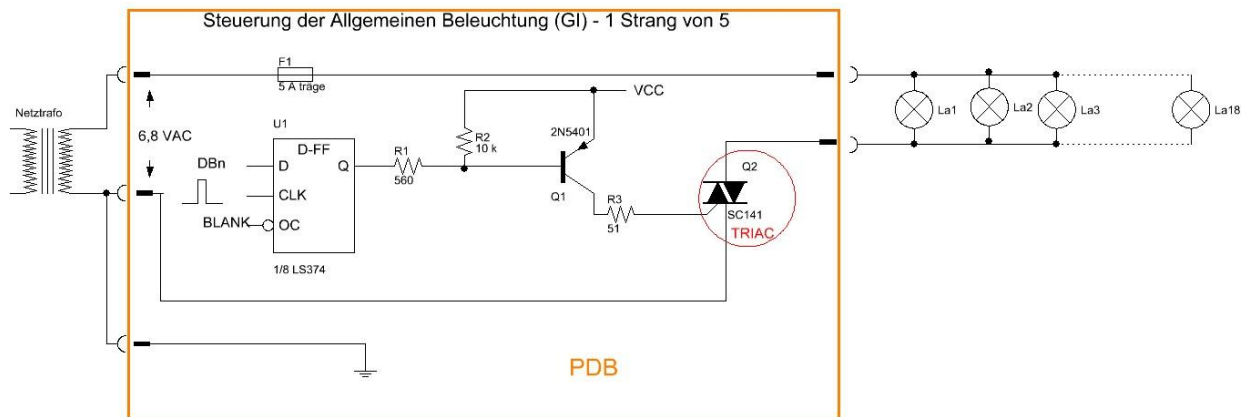 Steuerung der Allgemeinen Beleuchtung (GI) - 1 Strang von 5
F1
5 A träge
Netztrafo
6,8 VAC
VCC
U1
D-FF
D
Q
CLK
OC
DBn
BLANK
1/8 LS374
R1
560
R2
10 k
2N5401
Q1
R3
51
Q2
SC141
TRIAC
La1
La2
La3
La18
PDB